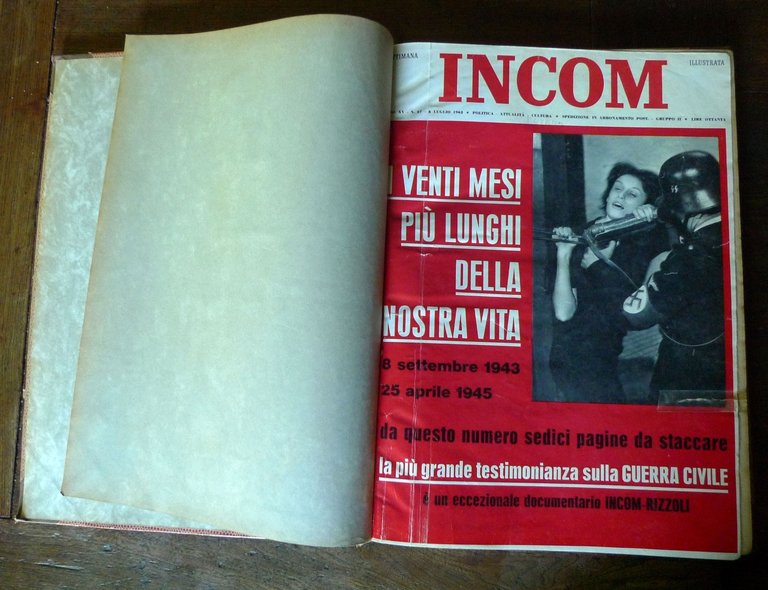 INCOM
ILLUSTRATA
LUGLIO 1962 • POLITICA - ATTUALITÀ - CULTURA • SPEDIZIONE IN ABBONAMENTO POST. - GRUPPO II • LIRE OTTANTA
I VENTI MESI
PIÙ LUNGHI
DELLA
NOSTRA VITA
8 settembre 1943
25 aprile 1945
da questo numero sedici pagine da staccare
la più grande testimonianza sulla GUERRA CIVILE
è un eccezionale documentario INCOM-RIZZOLI